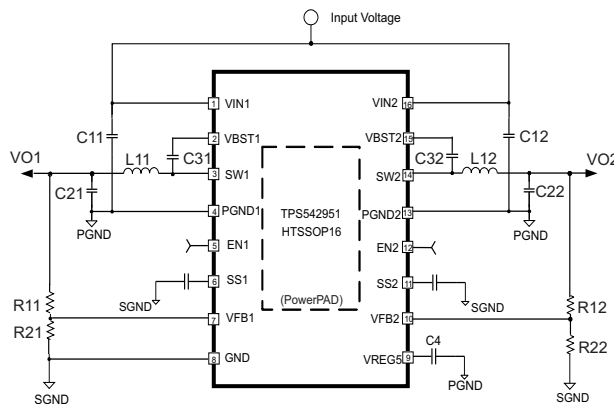 Input Voltage
VIN1
VIN2
1
16
C11
VBST1
VBST2
C12
2
15
VO1
L11
C31
C32
L12
VO2
3
SW1
SW2
14
C21
C22
4
PGND1
TPS542951
PGND2
13
PGND
HTSSOP16
PGND
5
EN1
EN2
12
6
SS1
SS2
11
SGND
(PowerPAD)
SGND
R11
R12
7
VFB1
VFB2
10
R21
R22
C4
8
GND
VREG5
9
SGND
PGND
SGND